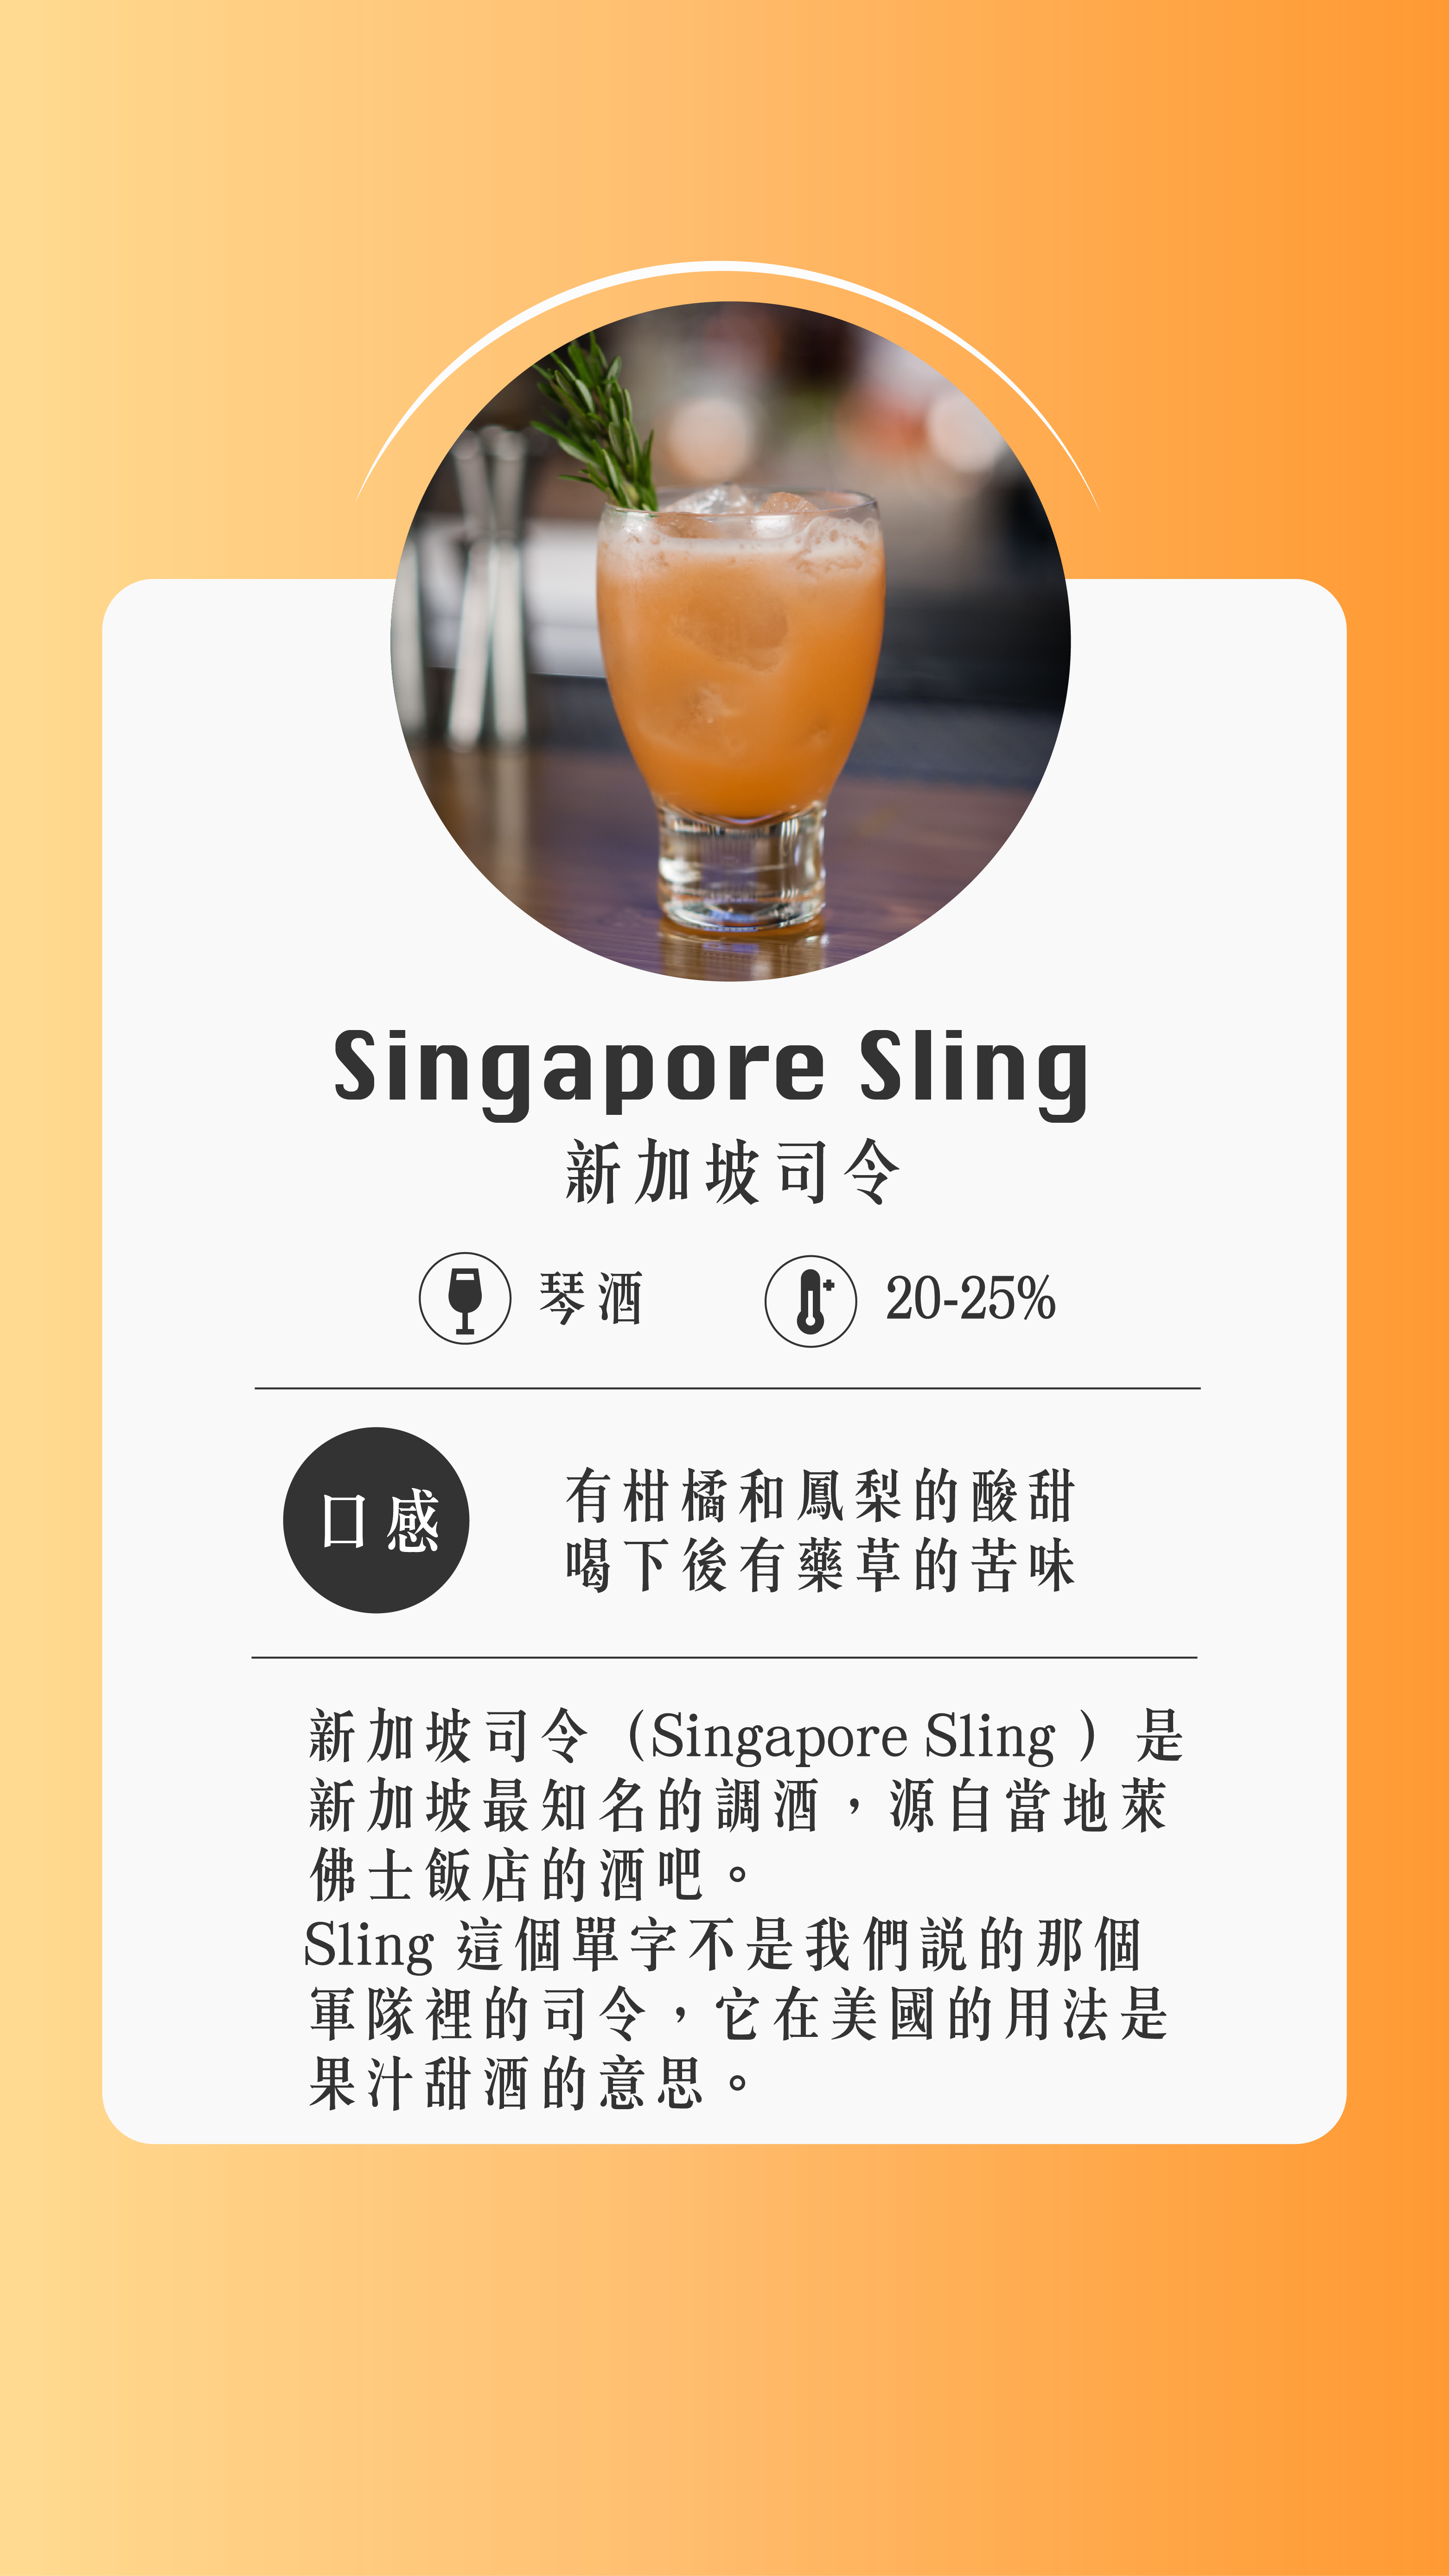 Singapore Sling
新加坡司令
琴酒
20-25%
口感
有柑橘和鳳梨的酸甜
喝下後有藥草的苦味
新加坡司令（Singapore Sling ）是
新加坡最知名的調酒，源自當地萊
佛士飯店的酒吧。
Sling 這個單字不是我們説的那個
軍隊裡的司令，它在美國的用法是
果汁甜酒的意思。